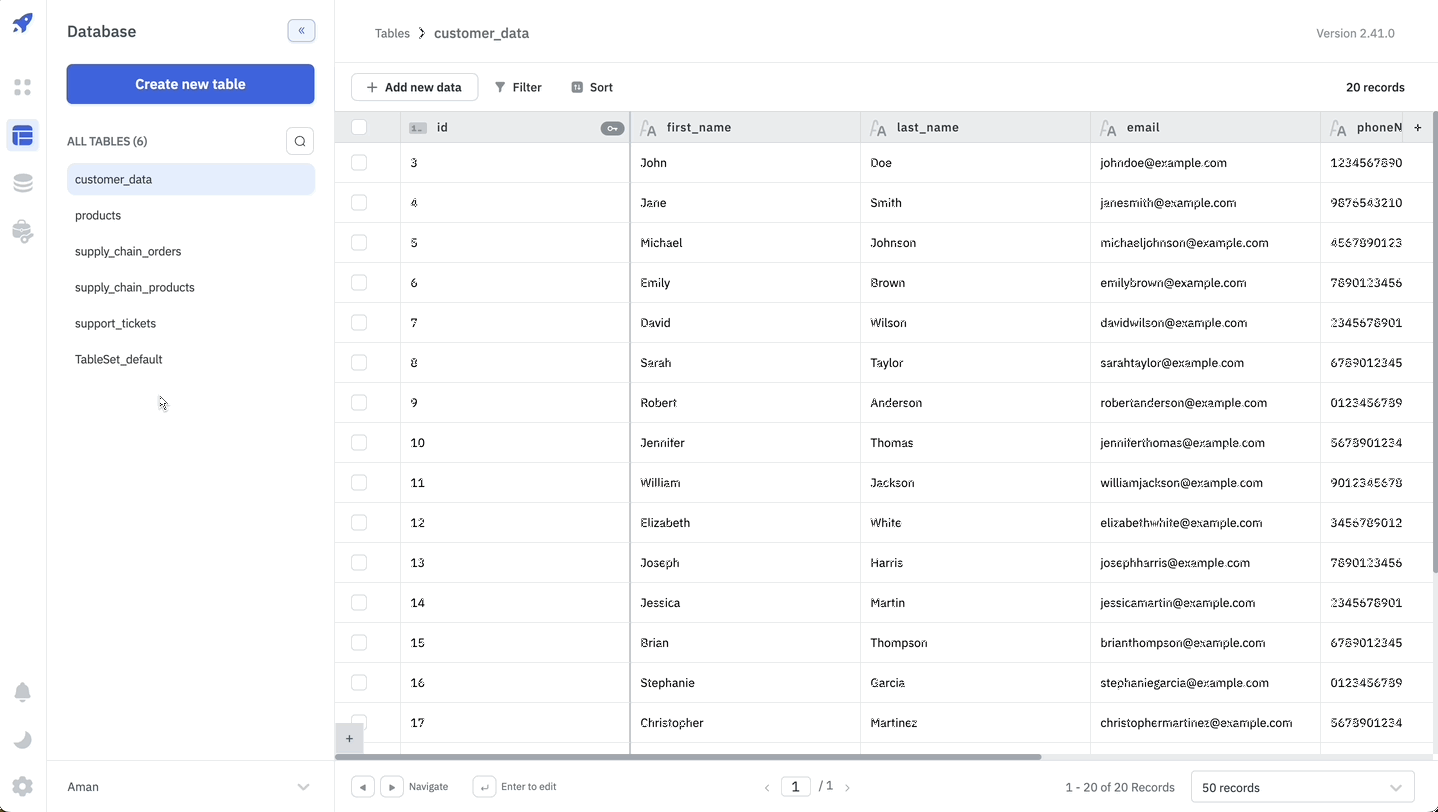 Database
«
Tables > customer_data
Version 2.41.0
Create new table
+ Add new data Filter Sort
20 records
ALL TABLES (6)
customer_data
products
supply_chain_orders
supply_chain_products
support_tickets
TableSet_default
id first_name last_name email phoneN +
3 John Doe johndoe@example.com 1234567890
4 Jane Smith janesmith@example.com 9876543210
5 Michael Johnson michaeljohnson@example.com 4567890123
6 Emily Brown emilybrown@example.com 7890123456
7 David Wilson davidwilson@example.com 2345678901
8 Sarah Taylor sarahtaylor@example.com 6789012345
9 Robert Anderson robertanderson@example.com 0123456789
10 Jennifer Thomas jenniferthomas@example.com 5678901234
11 William Jackson williamjackson@example.com 9012345678
12 Elizabeth White elizabethwhite@example.com 3456789012
13 Joseph Harris josephharris@example.com 7890123456
14 Jessica Martin jessicamartin@example.com 2345678901
15 Brian Thompson brianthompson@example.com 6789012345
16 Stephanie Garcia stephaniegarcia@example.com 0123456789
17 Christopher Martinez christophermartinez@example.com 5678901234
+
Aman
Navigate Enter to edit
1 / 1
1 - 20 of 20 Records
50 records